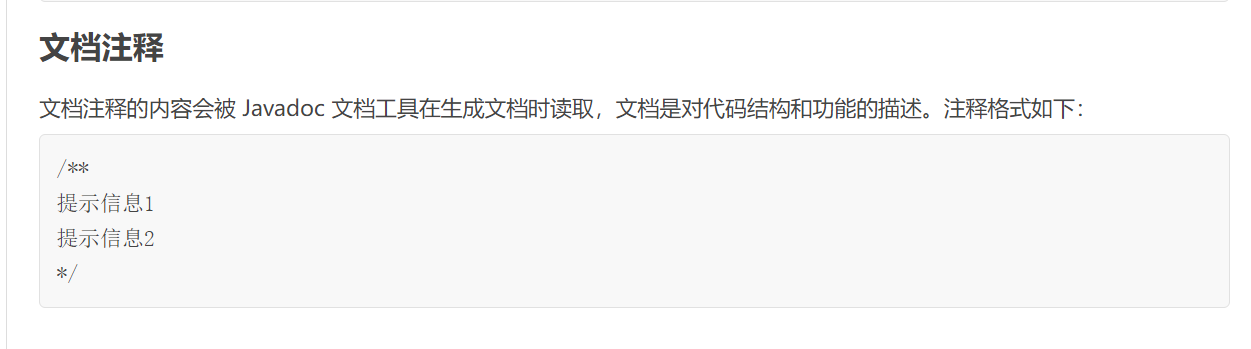 文档注释
文档注释的内容会被 Javadoc 文档工具在生成文档时读取，文档是对代码结构和功能的描述。注释格式如下：
/**
提示信息1
提示信息2
*/